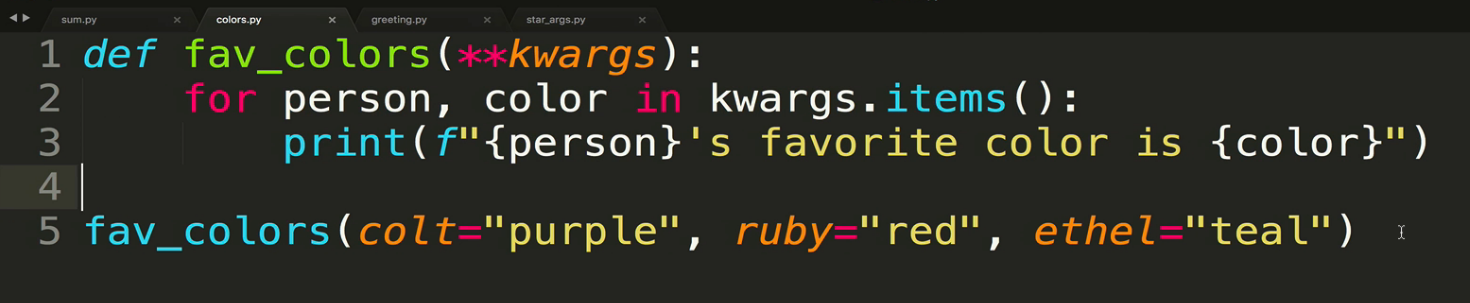 sum.py × colors.py × greeting.py × star_args.py ×
1 def fav_colors(**kwargs):
2 for person, color in kwargs.items():
3 print(f"{person}'s favorite color is {color}")
4
5 fav_colors(colt="purple", ruby="red", ethel="teal")